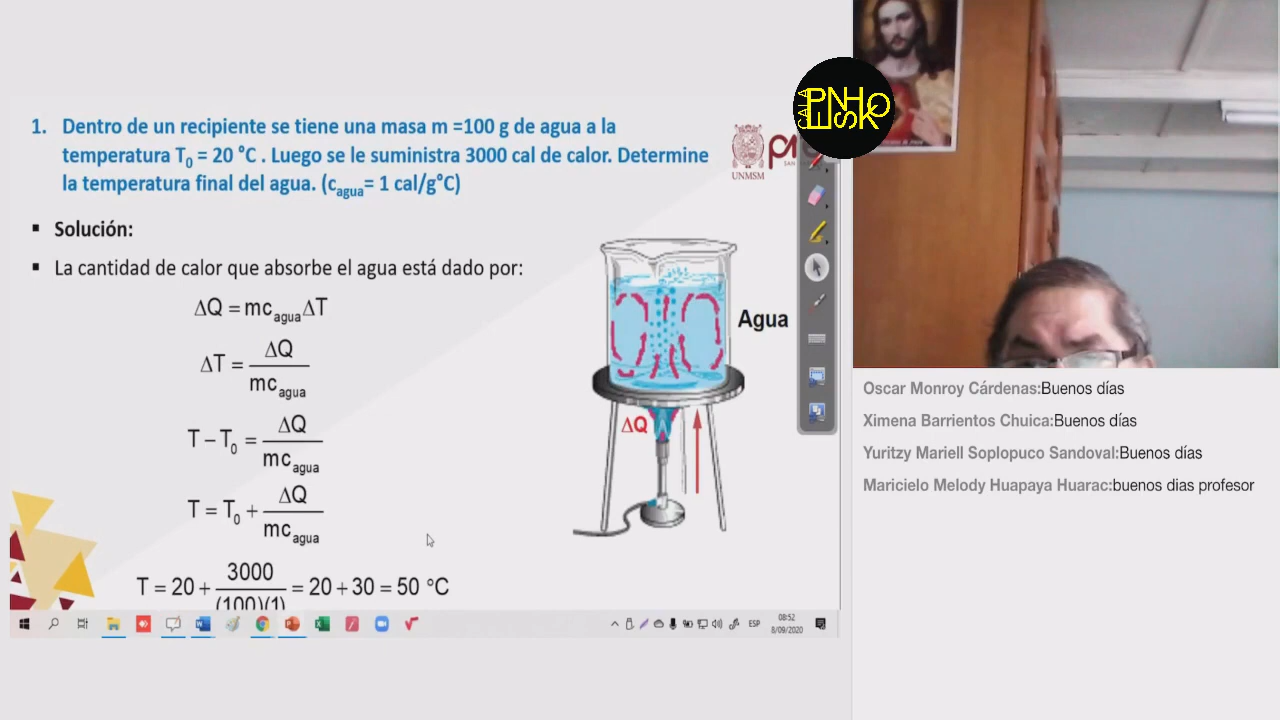 1. Dentro de un recipiente se tiene una masa m =100 g de agua a la
temperatura T0 = 20 °C . Luego se le suministra 3000 cal de calor. Determine
la temperatura final del agua. (cagua= 1 cal/g°C)
▪ Solución:
▪ La cantidad de calor que absorbe el agua está dado por:
ΔQ = mcagua ΔT
ΔT = ΔQ / mcagua
T − T0 = ΔQ / mcagua
T = T0 + ΔQ / mcagua
T = 20 + 3000 / (100)(1) = 20 + 30 = 50 °C
Agua
ΔQ
UNMSM
ESP
08:52
8/09/2020
Oscar Monroy Cárdenas:Buenos días
Ximena Barrientos Chuica:Buenos días
Yuritzy Mariell Soplopuco Sandoval:Buenos días
Maricielo Melody Huapaya Huarac:buenos dias profesor